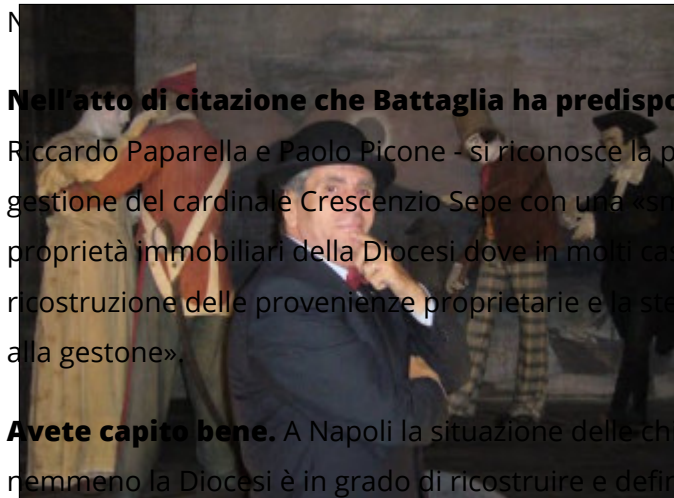 N
Nell’atto di citazione che Battaglia ha predispo
Riccardo Paparella e Paolo Picone - si riconosce la p
gestione del cardinale Crescenzio Sepe con una «sm
proprietà immobiliari della Diocesi dove in molti cas
ricostruzione delle provenienze proprietarie e la ste
alla gestone».
Avete capito bene. A Napoli la situazione delle ch
nemmeno la Diocesi è in grado di ricostruire e defin